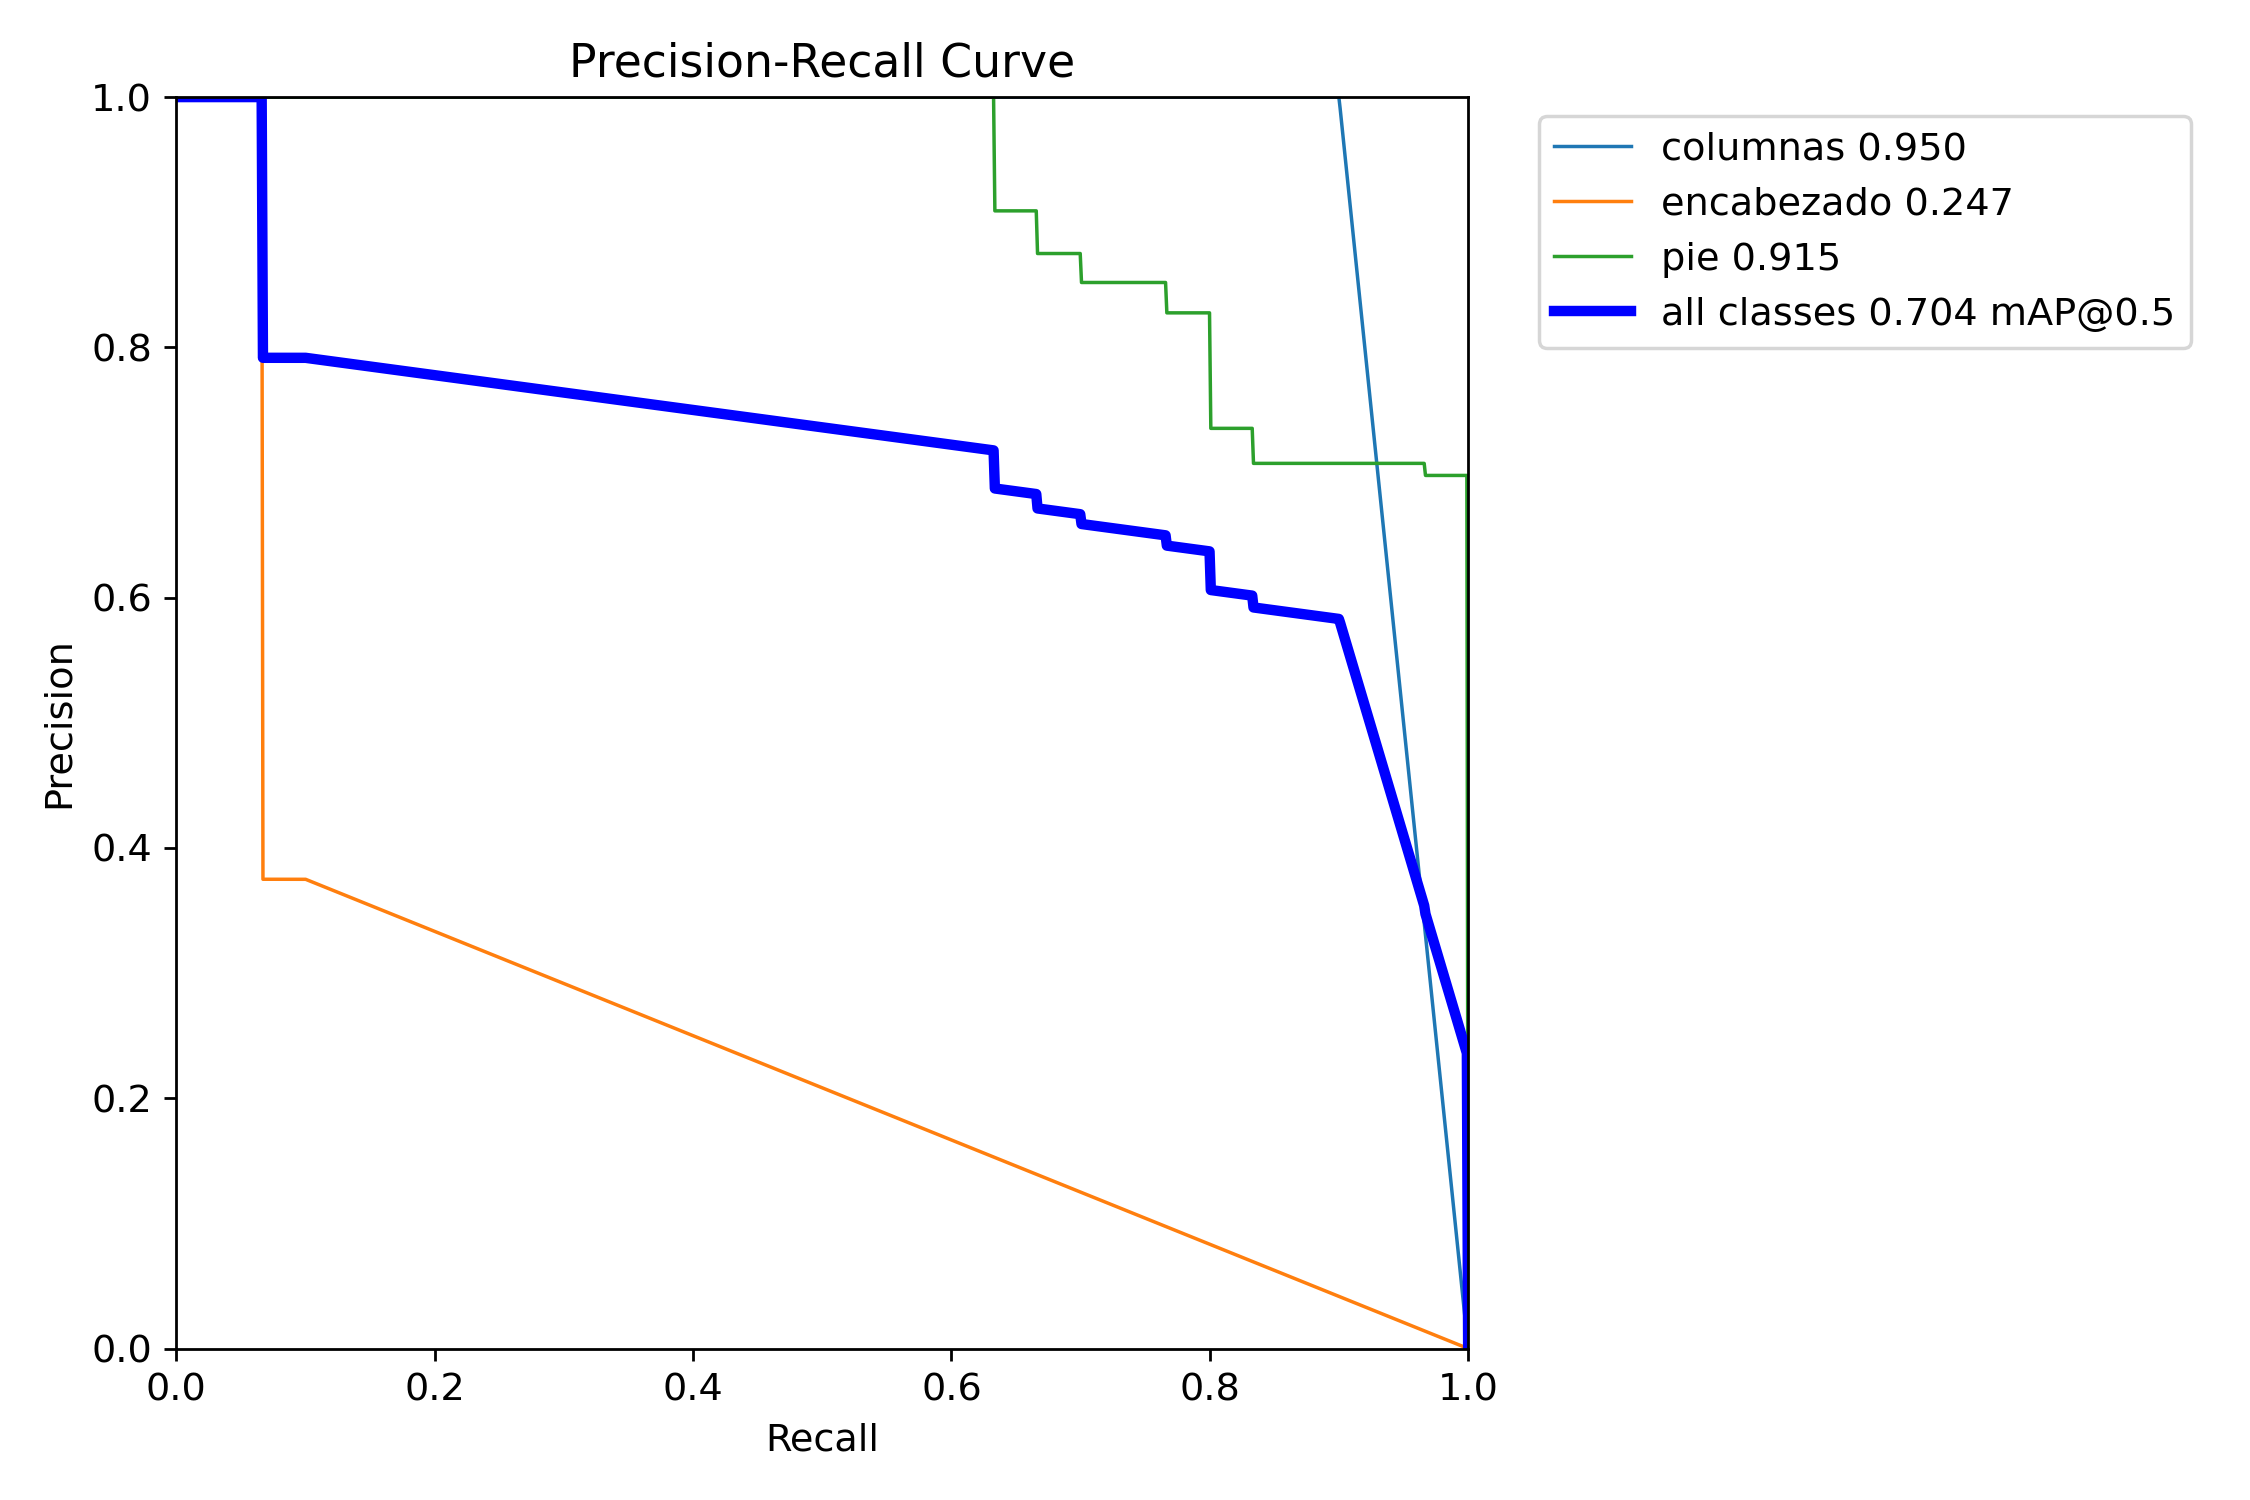 Precision-Recall Curve
columnas 0.950
encabezado 0.247
pie 0.915
all classes 0.704 mAP@0.5
1.0
0.8
0.6
0.4
0.2
0.0
Precision
0.0 0.2 0.4 0.6 0.8 1.0
Recall